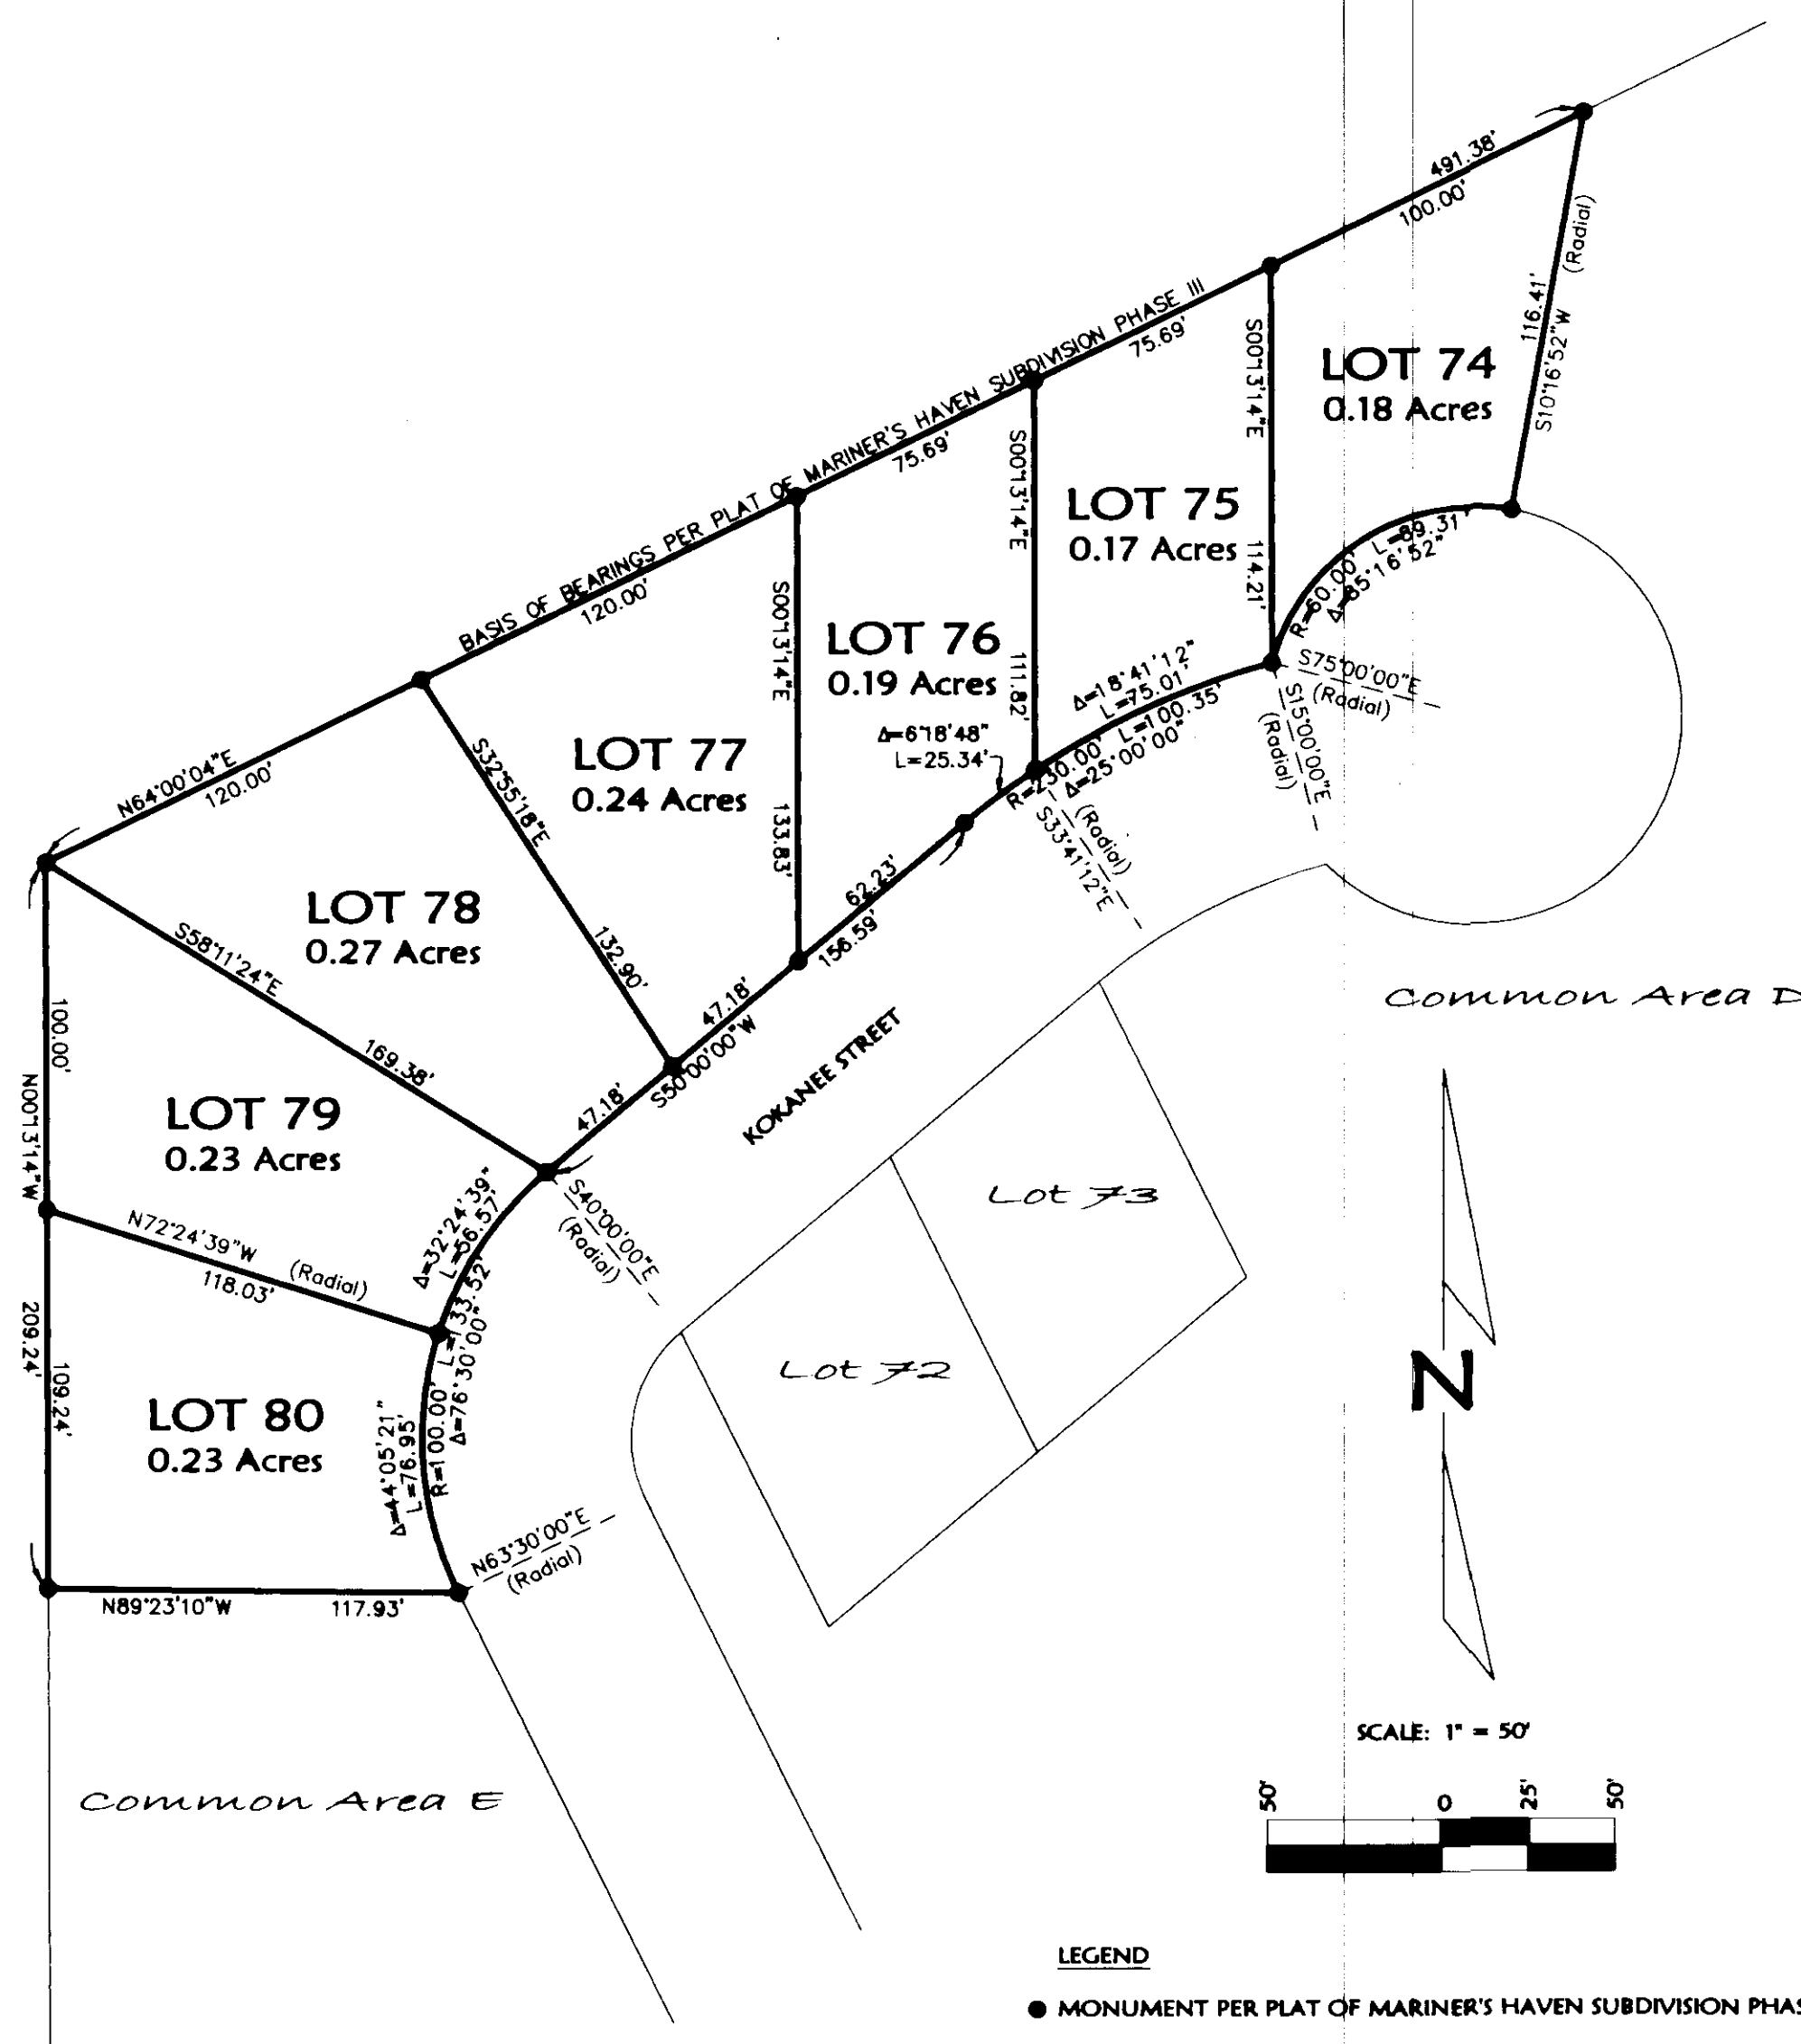 491.38'
100.00'
116.41'
S10°16'52"W (Radial)
BASIS OF BEARINGS PER PLAT OF MARINER'S HAVEN SUBDIVISION PHASE III
75.69'
S00°13'14"E
114.21'
LOT 74
0.18 Acres
R=60.00' L=89.31'
Δ=85°16'52"
75.69'
S00°13'14"E
111.82'
LOT 75
0.17 Acres
S75°00'00"E
(Radial)
S15°00'00"E
(Radial)
Δ=18°41'12"
L=75.01'
R=230.00' L=100.35'
Δ=25°00'00"
120.00'
S00°13'14"E
133.83'
LOT 76
0.19 Acres
Δ=6°18'48"
L=25.34'
(Radial)
S33°41'12"E
N64°00'04"E
120.00'
S32°55'18"E
132.90'
LOT 77
0.24 Acres
62.23'
156.59'
47.18'
S50°00'00"W
47.18'
LOT 78
0.27 Acres
S58°11'24"E
169.38'
KOKANEE STREET
Common Area D
100.00'
N00°13'14"W
209.24'
109.24'
LOT 79
0.23 Acres
N72°24'39"W (Radial)
118.03'
Δ=32°24'39"
L=56.57'
S40°00'00"E
(Radial)
L=133.52'
R=100.00'
Δ=76°30'00"
Lot 73
Lot 72
LOT 80
0.23 Acres
Δ=44°05'21"
L=76.95'
N63°30'00"E
(Radial)
N89°23'10"W 117.93'
N
Common Area E
SCALE: 1" = 50'
50' 0 25' 50'
LEGEND
● MONUMENT PER PLAT OF MARINER'S HAVEN SUBDIVISION PHAS